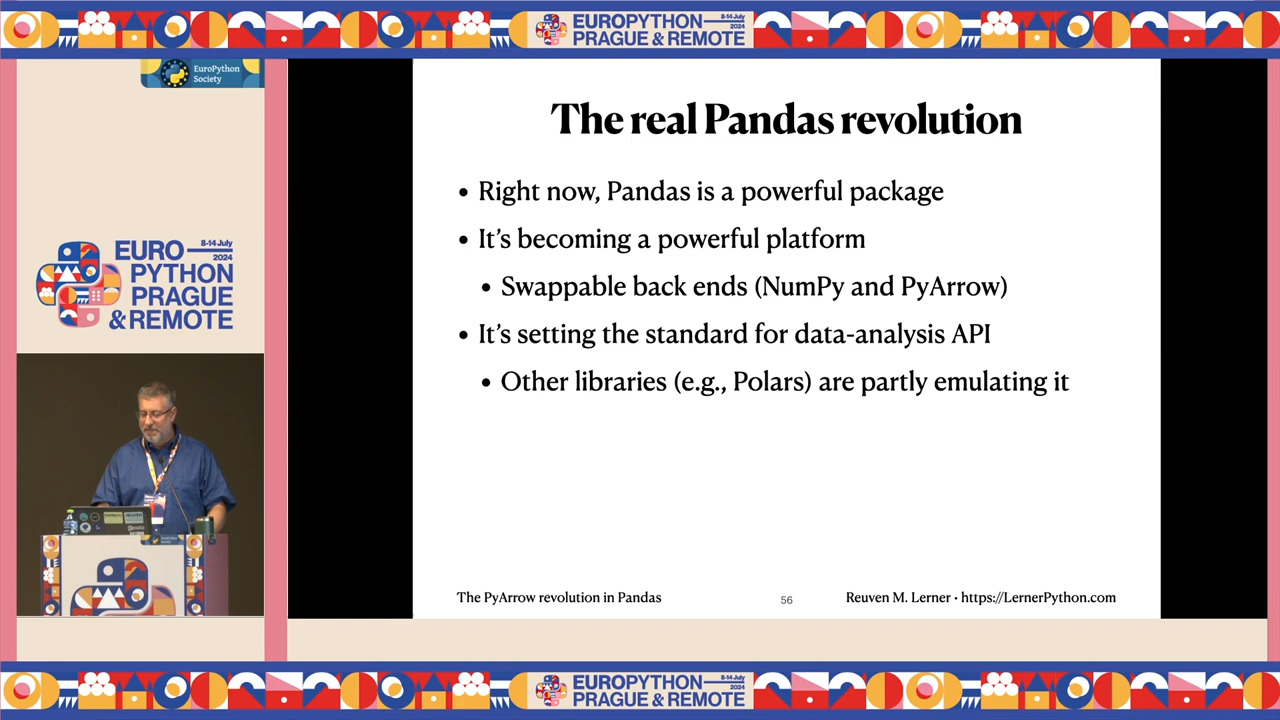 EUROPYTHON
8-14 July
2024
PRAGUE & REMOTE
EuroPython
Society
EURO
8-14 July
2024
PYTHON
PRAGUE
& REMOTE
The real Pandas revolution
• Right now, Pandas is a powerful package
• It's becoming a powerful platform
• Swappable back ends (NumPy and PyArrow)
• It's setting the standard for data-analysis API
• Other libraries (e.g., Polars) are partly emulating it
The PyArrow revolution in Pandas
56
Reuven M. Lerner • https://LernerPython.com
EUROPYTHON
8-14 July
2024
PRAGUE & REMOTE